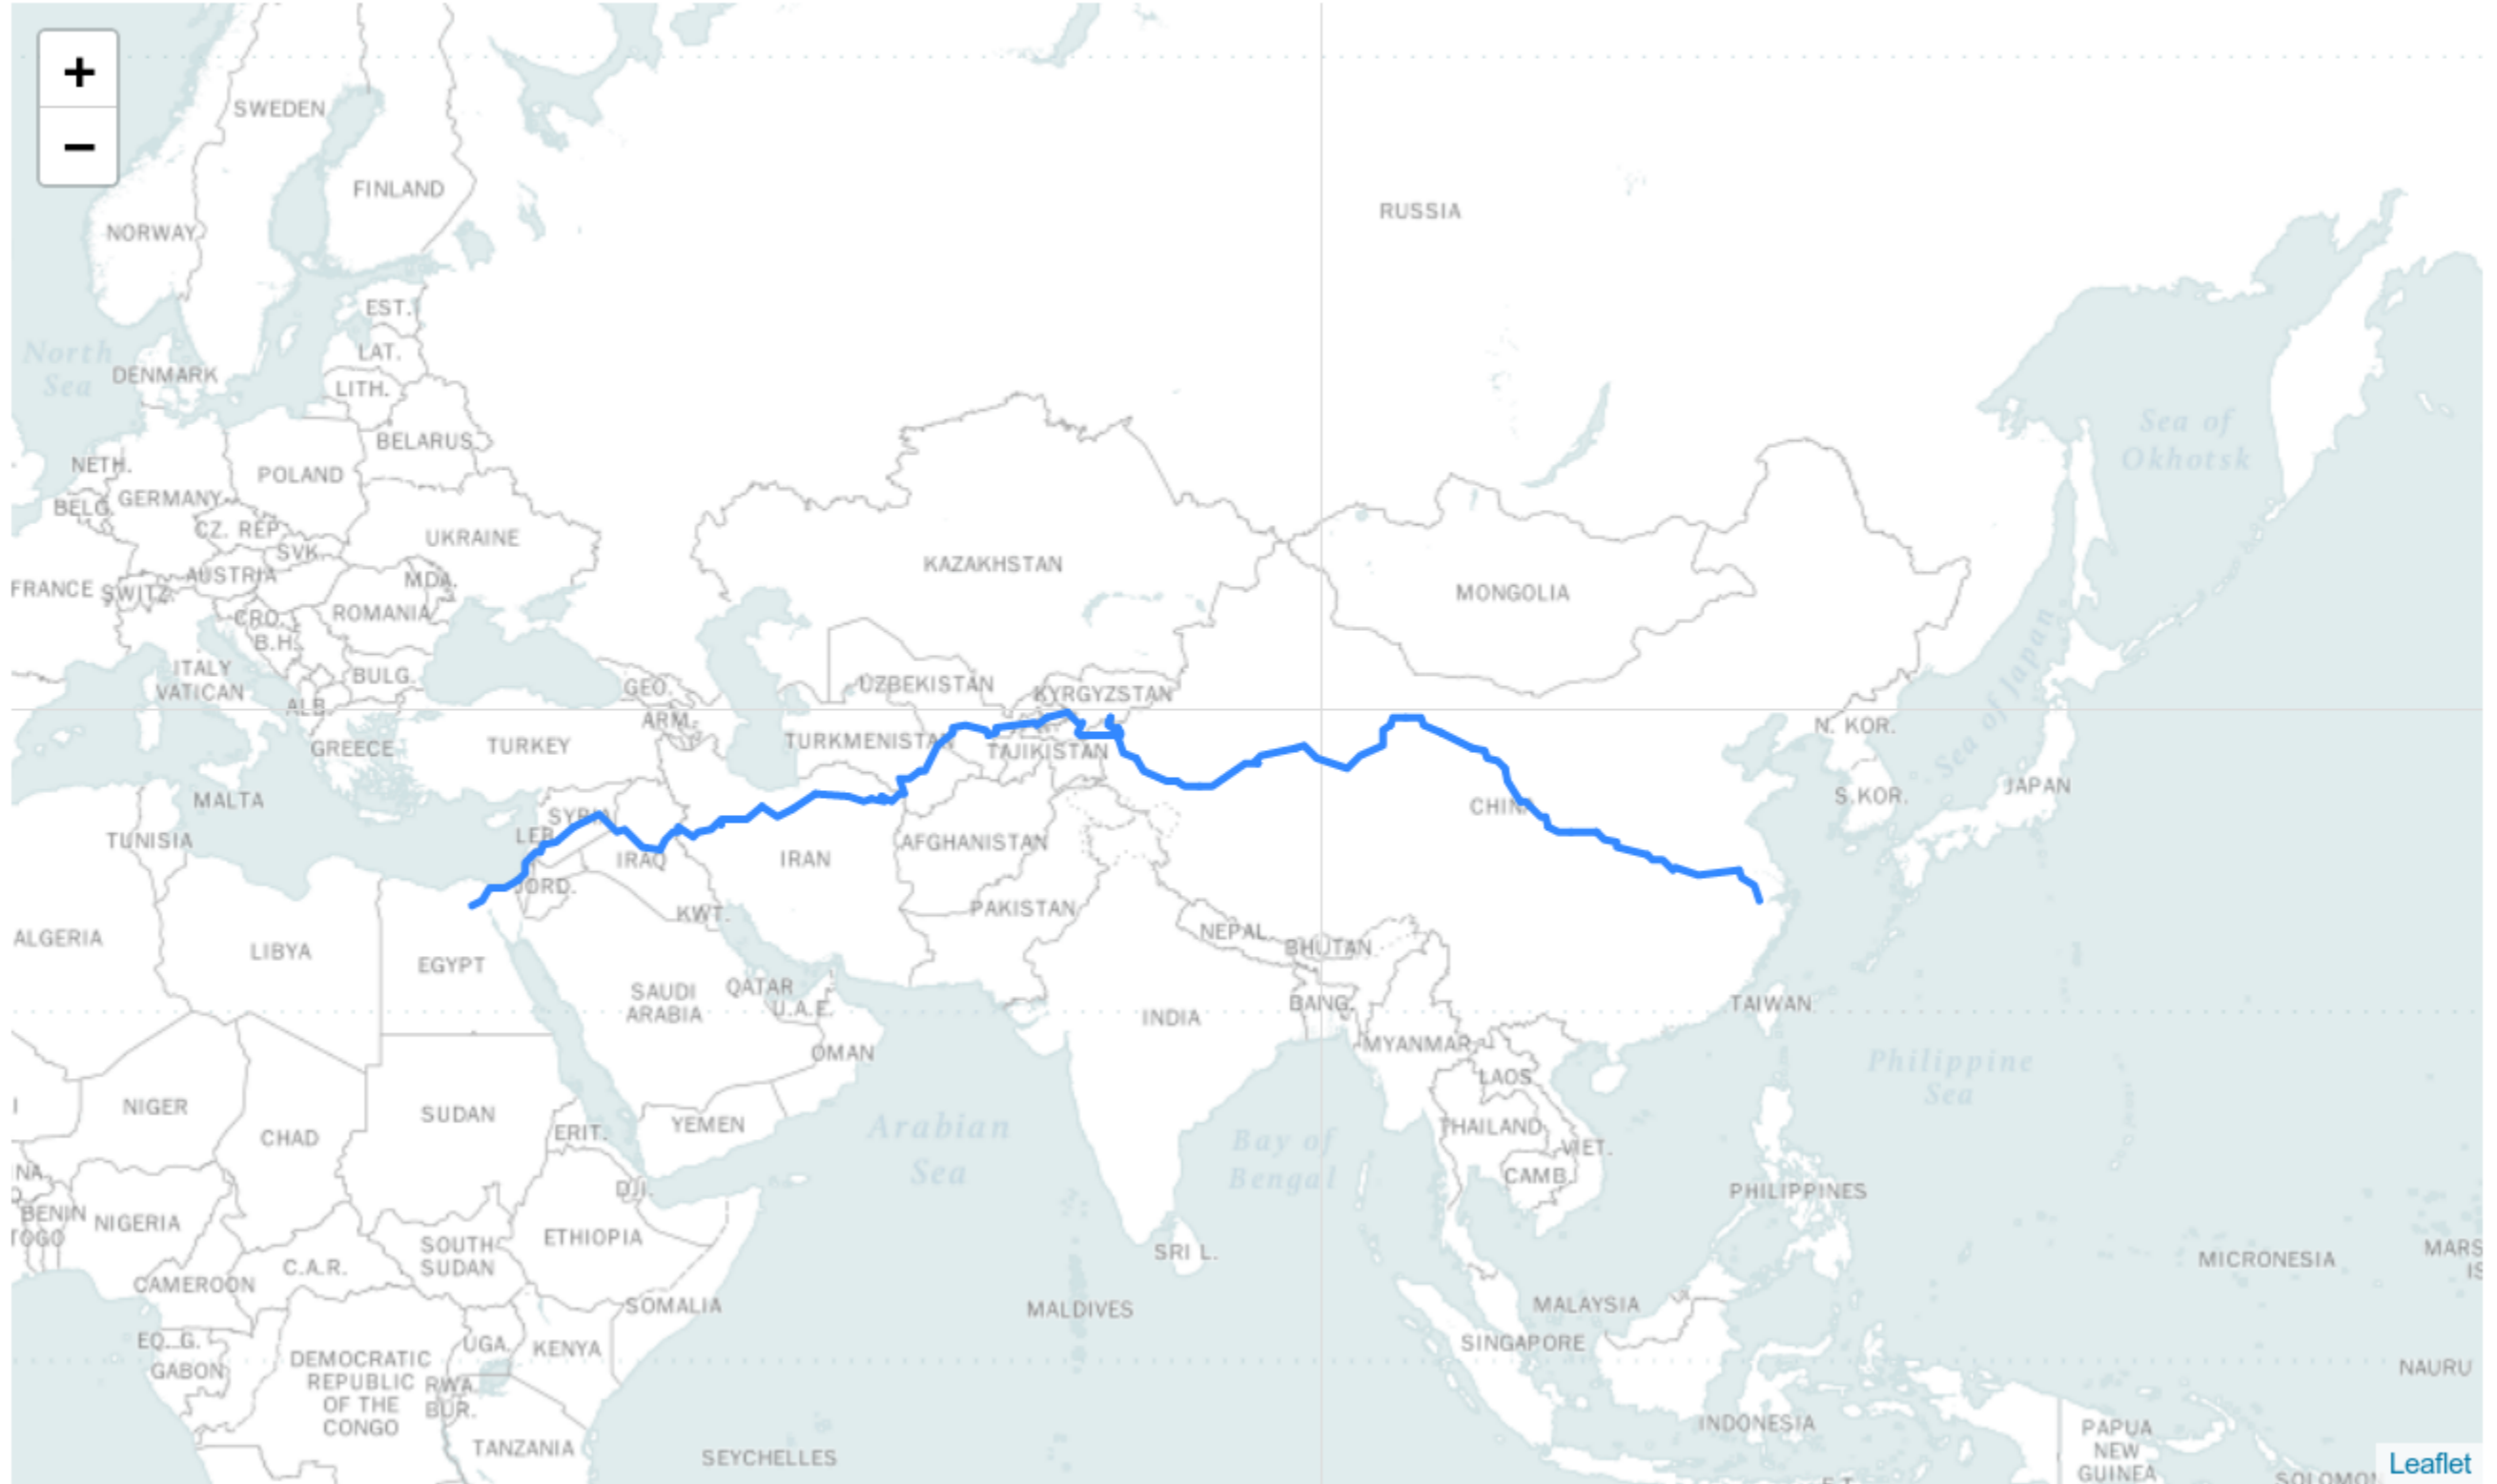 +
−
SWEDEN
FINLAND
NORWAY
RUSSIA
EST.
North
Sea
LAT.
DENMARK
LITH.
BELARUS
Sea of
Okhotsk
NETH.
POLAND
GERMANY
BELG.
CZ. REP.
UKRAINE
SVK.
KAZAKHSTAN
AUSTRIA
MDA.
FRANCE
SWITZ.
MONGOLIA
ROMANIA
CRO.
B.H.
ITALY
VATICAN
BULG.
GEO.
UZBEKISTAN
KYRGYZSTAN
Sea of Japan
ALB.
ARM.
N. KOR.
GREECE
TURKEY
TURKMENISTAN
TAJIKISTAN
JAPAN
MALTA
S.KOR.
CHINA
SYRIA
LEB.
TUNISIA
AFGHANISTAN
IRAQ
IRAN
JORD.
PAKISTAN
KWT.
ALGERIA
LIBYA
EGYPT
NEPAL
BHUTAN
QATAR
SAUDI
ARABIA
U.A.E.
BANG.
TAIWAN
INDIA
OMAN
MYANMAR
Philippine
Sea
LAOS
NIGER
SUDAN
YEMEN
Arabian
Sea
THAILAND
CHAD
ERIT.
Bay of
Bengal
VIET.
CAMB.
DJI.
PHILIPPINES
BENIN
NIGERIA
TOGO
ETHIOPIA
SOUTH
SUDAN
SRI L.
MICRONESIA
MARS
IS
C.A.R.
CAMEROON
SOMALIA
MALDIVES
MALAYSIA
EQ. G.
UGA.
KENYA
SINGAPORE
GABON
DEMOCRATIC
REPUBLIC
OF THE
CONGO
RWA.
BUR.
NAURU
TANZANIA
INDONESIA
PAPUA
NEW
GUINEA
SEYCHELLES
Leaflet